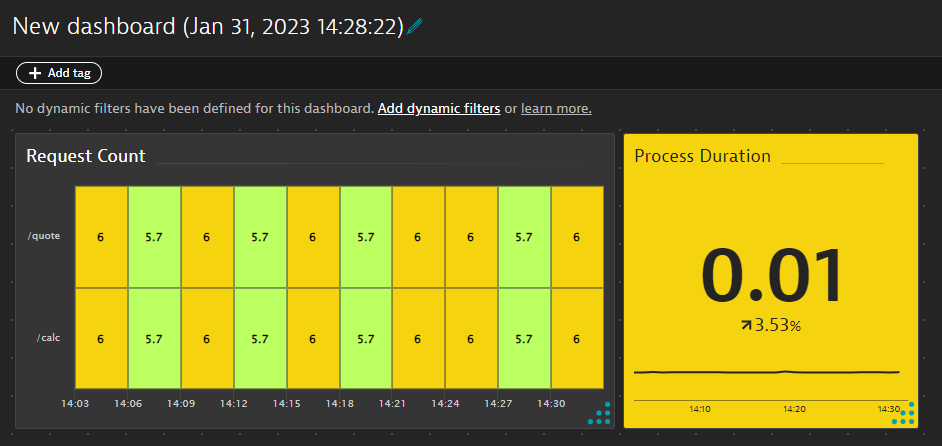 New dashboard (Jan 31, 2023 14:28:22)
Add tag
No dynamic filters have been defined for this dashboard. Add dynamic filters or learn more.
Request Count
/quote 6 5.7 6 5.7 6 5.7 6 6 5.7 6
/calc 6 5.7 6 5.7 6 5.7 6 6 5.7 6
14:03 14:06 14:09 14:12 14:15 14:18 14:21 14:24 14:27 14:30
Process Duration
0.01
3.53%
14:10 14:20 14:30